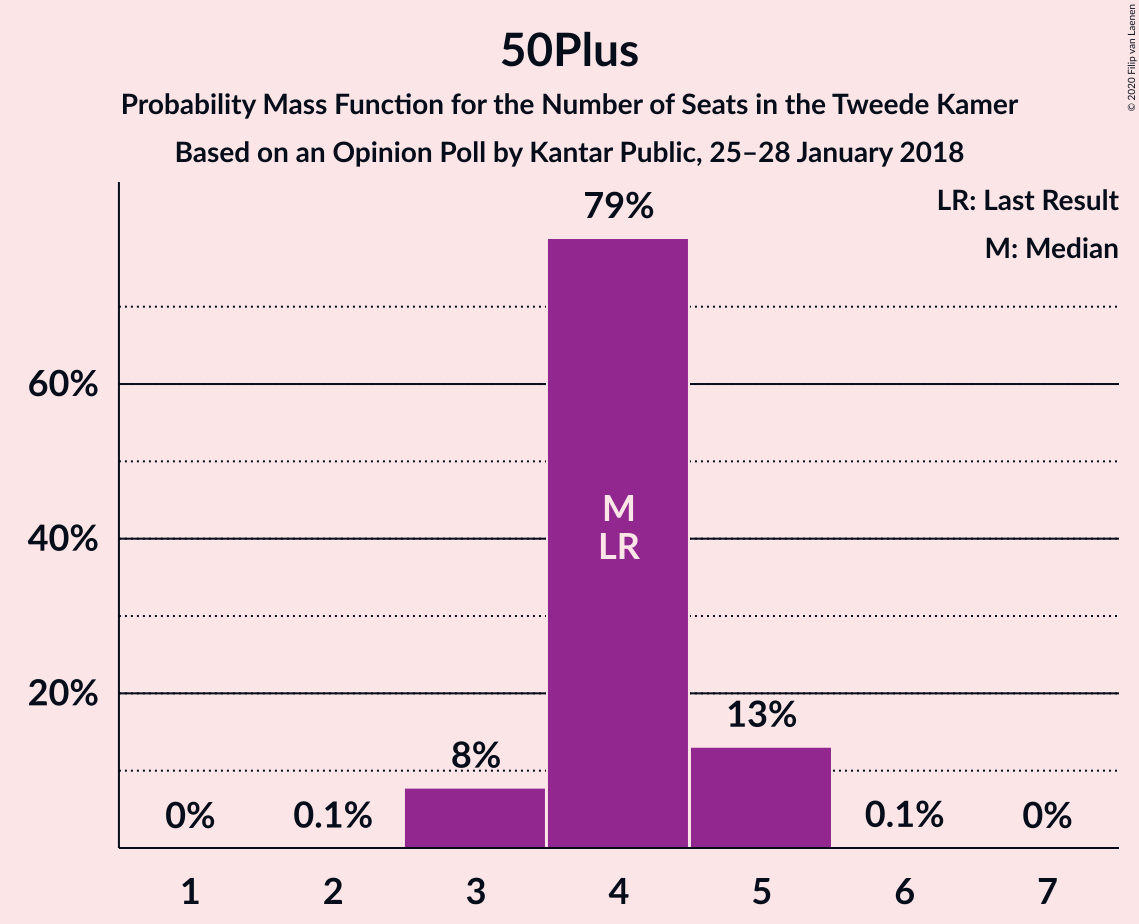 50Plus
Probability Mass Function for the Number of Seats in the Tweede Kamer
Based on an Opinion Poll by Kantar Public, 25–28 January 2018
© 2020 Filip van Laenen
LR: Last Result
M: Median
60%
40%
20%
0%
0.1%
8%
79%
M
LR
13%
0.1%
0%
1
2
3
4
5
6
7